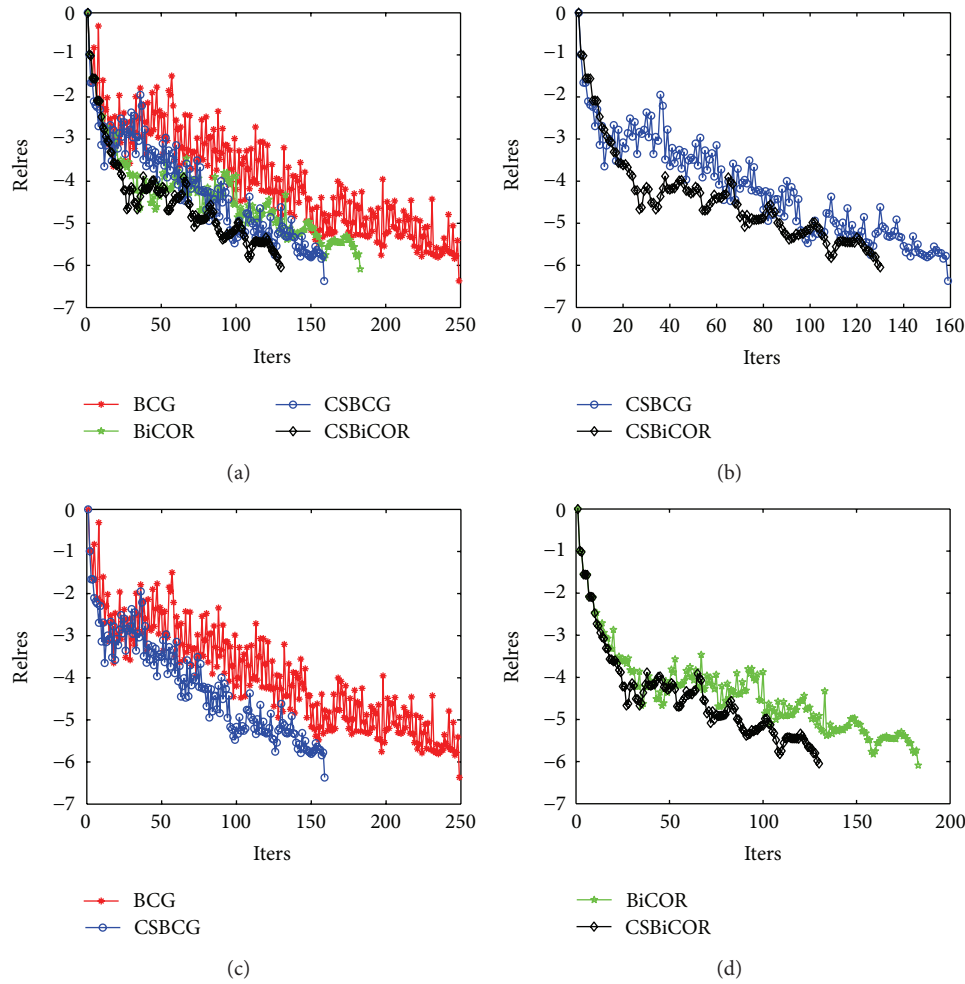 0
−1
−2
−3
−4
−5
−6
−7
Relres
0 50 100 150 200 250
Iters
BCG
BiCOR
CSBCG
CSBiCOR
(a)
0
−1
−2
−3
−4
−5
−6
−7
Relres
0 20 40 60 80 100 120 140 160
Iters
CSBCG
CSBiCOR
(b)
0
−1
−2
−3
−4
−5
−6
−7
Relres
0 50 100 150 200 250
Iters
BCG
CSBCG
(c)
0
−1
−2
−3
−4
−5
−6
−7
Relres
0 50 100 150 200
Iters
BiCOR
CSBiCOR
(d)